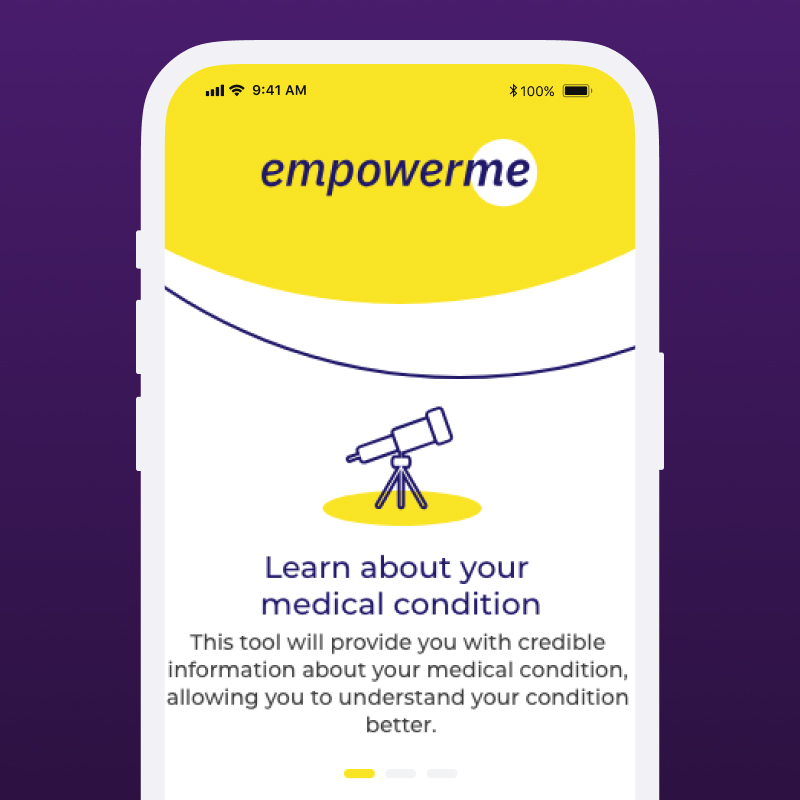 9:41 AM 100%
empowerme
Learn about your
medical condition
This tool will provide you with credible
information about your medical condition,
allowing you to understand your condition
better.